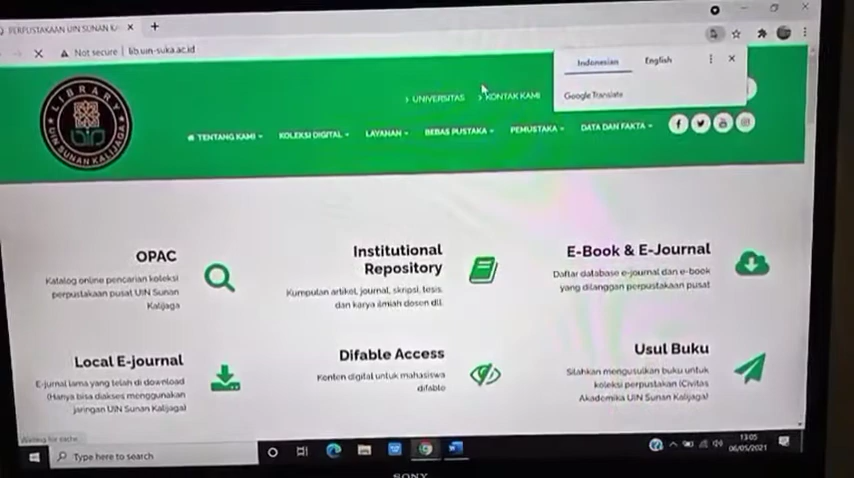 PERPUSTAKAAN UIN SUNAN KA
Not secure | lib.uin-suka.ac.id
Indonesian English
Google Translate
LIBRARY
UIN SUNAN KALIJAGA
UNIVERSITAS KONTAK KAMI
TENTANG KAMI KOLEKSI DIGITAL LAYANAN BEBAS PUSTAKA PEMUSTAKA DATA DAN FAKTA
OPAC
Katalog online pencarian koleksi
perpustakaan pusat UIN Sunan
Kalijaga
Institutional
Repository
Kumpulan artikel, journal, skripsi, tesis,
dan karya ilmiah dosen dll.
E-Book & E-Journal
Daftar database e-journal dan e-book
yang dilanggan perpustakaan pusat
Local E-journal
E-jurnal lama yang telah di download
(Hanya bisa diakses menggunakan
jaringan UIN Sunan Kalijaga)
Difable Access
Konten digital untuk mahasiswa
difable
Usul Buku
Silahkan mengusulkan buku untuk
koleksi perpustakan (Civitas
Akademika UIN Sunan Kalijaga)
Waiting for cache...
Type here to search
13:05
06/05/2021
SONY